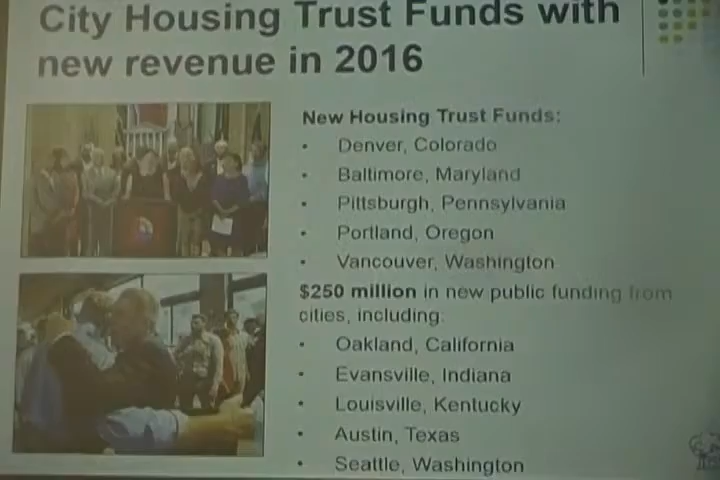 City Housing Trust Funds with
new revenue in 2016
New Housing Trust Funds:
• Denver, Colorado
• Baltimore, Maryland
• Pittsburgh, Pennsylvania
• Portland, Oregon
• Vancouver, Washington
$250 million in new public funding from
cities, including:
• Oakland, California
• Evansville, Indiana
• Louisville, Kentucky
• Austin, Texas
• Seattle, Washington